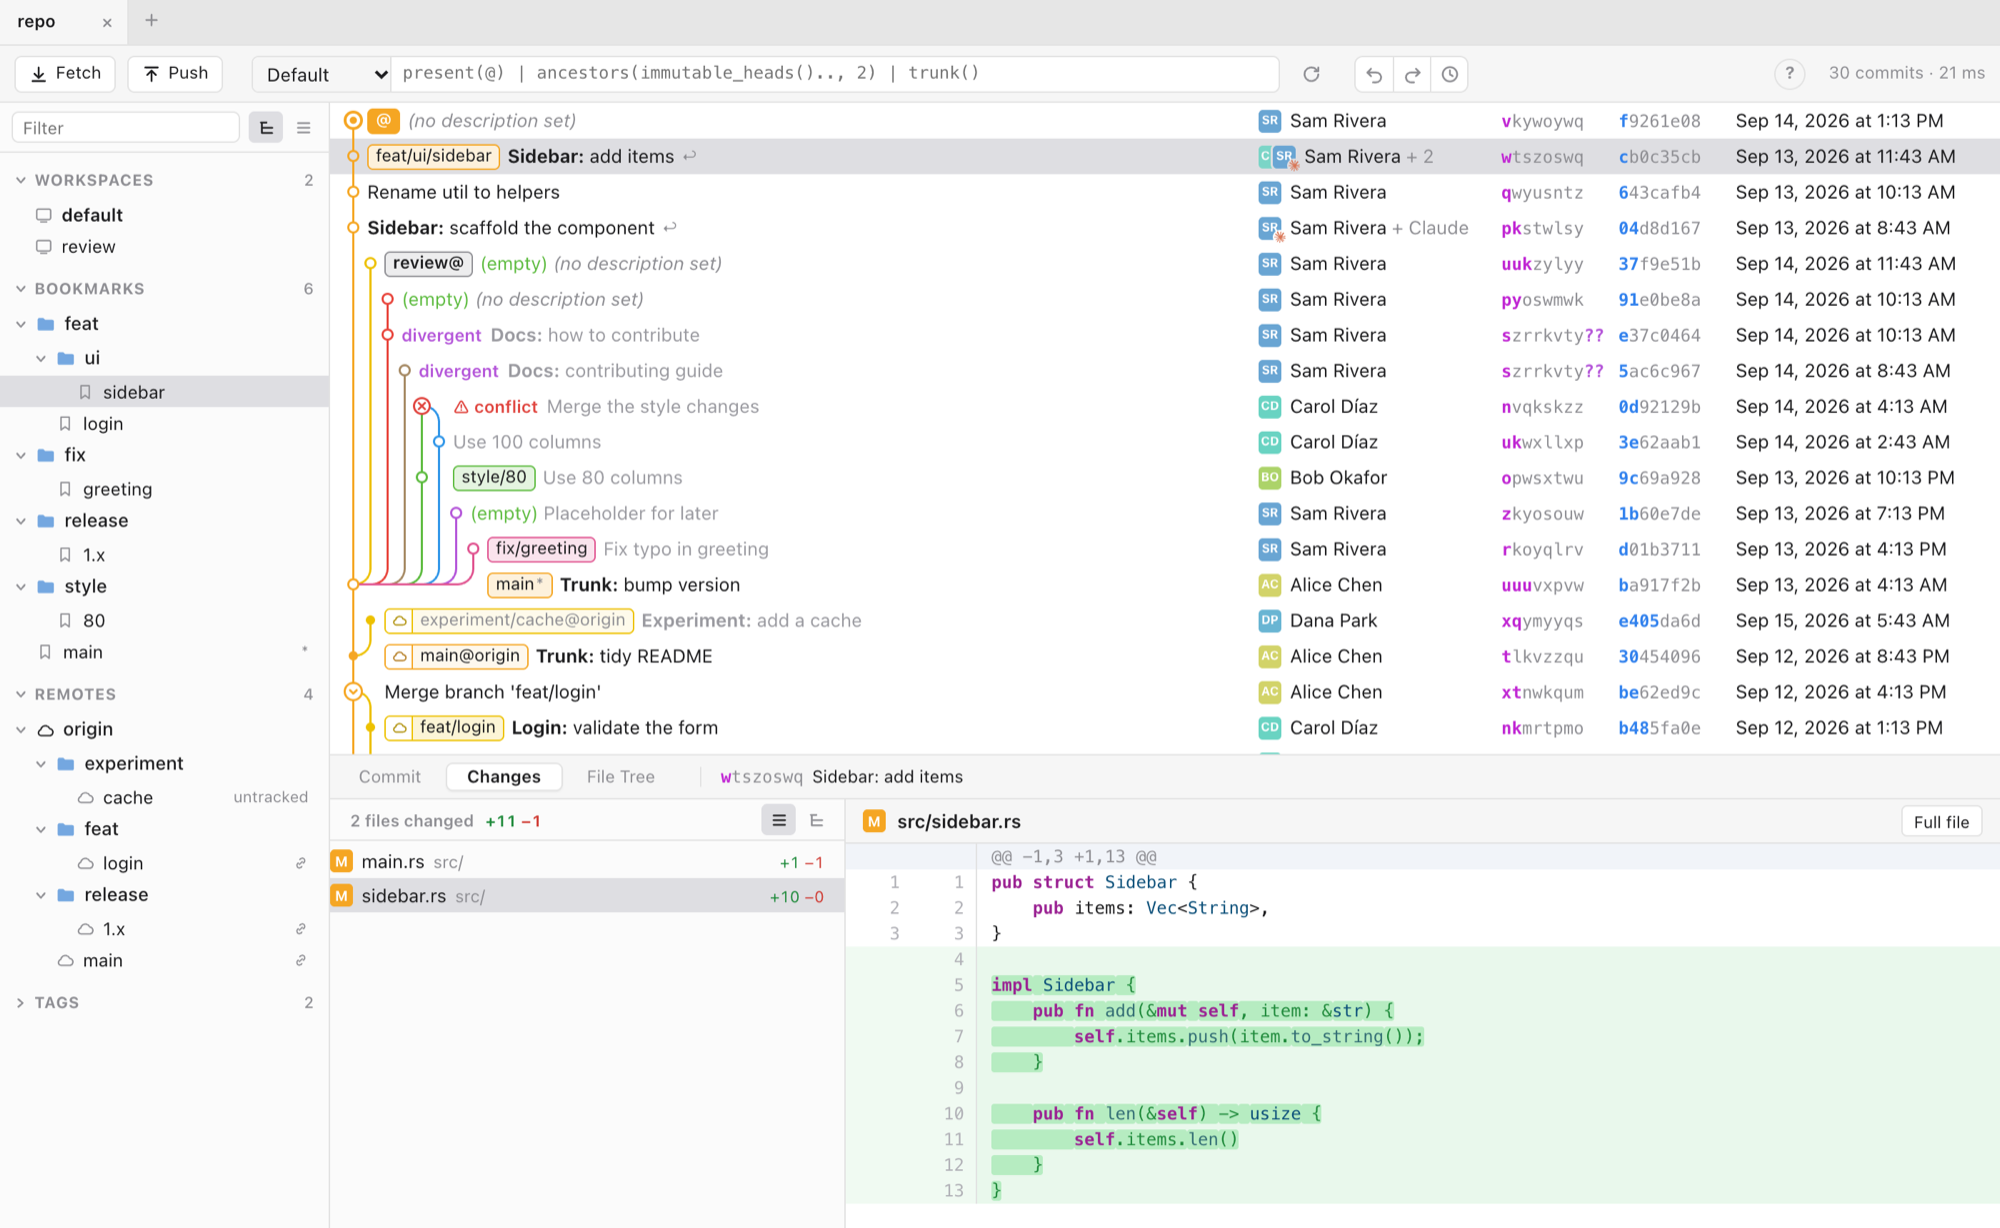 repo × +
Fetch Push Default present(@) | ancestors(immutable_heads().., 2) | trunk() ? 30 commits · 21 ms
Filter
WORKSPACES 2
default
review
BOOKMARKS 6
feat
ui
sidebar
login
fix
greeting
release
1.x
style
80
main *
REMOTES 4
origin
experiment
cache untracked
feat
login
release
1.x
main
TAGS 2
@ (no description set) SR Sam Rivera vkywoywq f9261e08 Sep 14, 2026 at 1:13 PM
feat/ui/sidebar Sidebar: add items ↩ C SR Sam Rivera + 2 wtszoswq cb0c35cb Sep 13, 2026 at 11:43 AM
Rename util to helpers SR Sam Rivera qwyusntz 643cafb4 Sep 13, 2026 at 10:13 AM
Sidebar: scaffold the component ↩ SR Sam Rivera + Claude pkstwlsy 04d8d167 Sep 13, 2026 at 8:43 AM
review@ (empty) (no description set) SR Sam Rivera uukzylyy 37f9e51b Sep 14, 2026 at 11:43 AM
(empty) (no description set) SR Sam Rivera pyoswmwk 91e0be8a Sep 14, 2026 at 10:13 AM
divergent Docs: how to contribute SR Sam Rivera szrrkvty?? e37c0464 Sep 14, 2026 at 10:13 AM
divergent Docs: contributing guide SR Sam Rivera szrrkvty?? 5ac6c967 Sep 14, 2026 at 8:43 AM
conflict Merge the style changes CD Carol Díaz nvqkskzz 0d92129b Sep 14, 2026 at 4:13 AM
Use 100 columns CD Carol Díaz ukwxllxp 3e62aab1 Sep 14, 2026 at 2:43 AM
style/80 Use 80 columns BO Bob Okafor opwsxtwu 9c69a928 Sep 13, 2026 at 10:13 PM
(empty) Placeholder for later SR Sam Rivera zkyosouw 1b60e7de Sep 13, 2026 at 7:13 PM
fix/greeting Fix typo in greeting SR Sam Rivera rkoyqlrv d01b3711 Sep 13, 2026 at 4:13 PM
main* Trunk: bump version AC Alice Chen uuuvxpvw ba917f2b Sep 13, 2026 at 4:13 AM
experiment/cache@origin Experiment: add a cache DP Dana Park xqymyyqs e405da6d Sep 15, 2026 at 5:43 AM
main@origin Trunk: tidy README AC Alice Chen tlkvzzqu 30454096 Sep 12, 2026 at 8:43 PM
Merge branch 'feat/login' AC Alice Chen xtnwkqum be62ed9c Sep 12, 2026 at 4:13 PM
feat/login Login: validate the form CD Carol Díaz nkmrtpmo b485fa0e Sep 12, 2026 at 1:13 PM
Commit Changes File Tree wtszoswq Sidebar: add items
2 files changed +11 −1
M main.rs src/ +1 −1
M sidebar.rs src/ +10 −0
M src/sidebar.rs Full file
@@ −1,3 +1,13 @@
1 1 pub struct Sidebar {
2 2 pub items: Vec<String>,
3 3 }
4
5 impl Sidebar {
6 pub fn add(&mut self, item: &str) {
7 self.items.push(item.to_string());
8 }
9
10 pub fn len(&self) -> usize {
11 self.items.len()
12 }
13 }